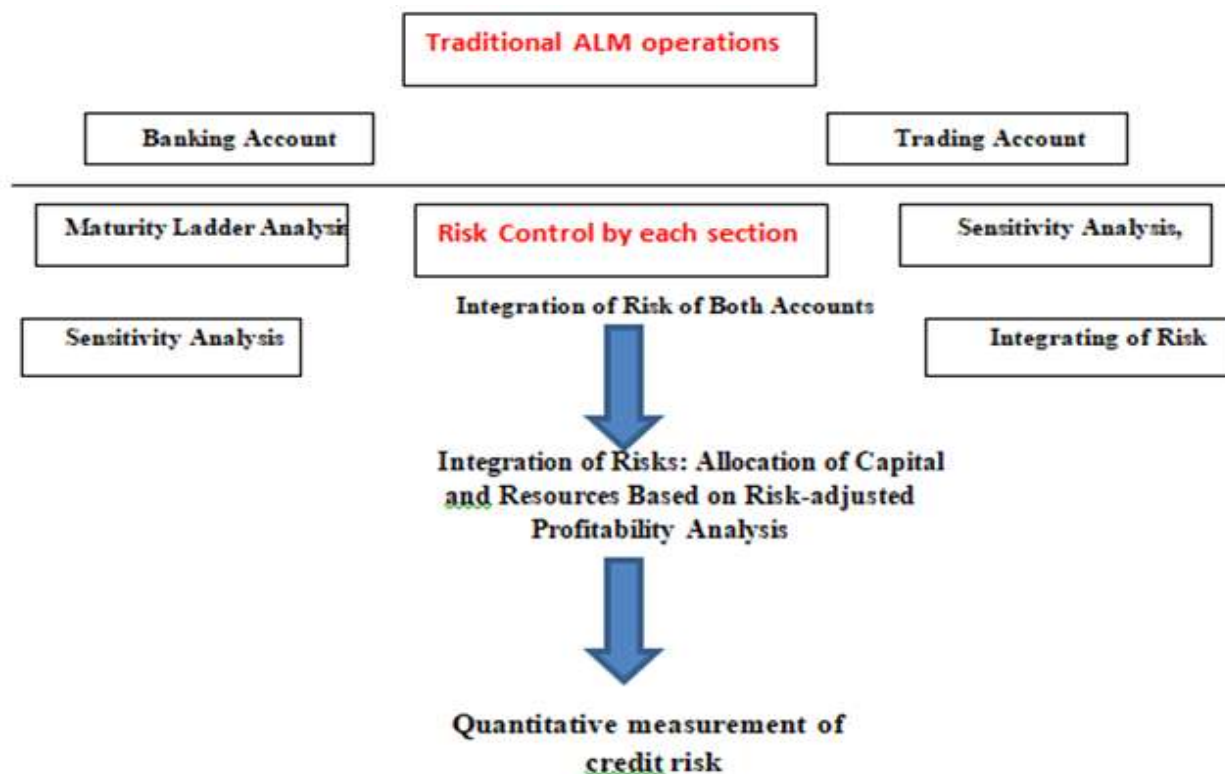 Traditional ALM operations
Banking Account
Trading Account
Maturity Ladder Analysis
Risk Control by each section
Sensitivity Analysis,
Integration of Risk of Both Accounts
Sensitivity Analysis
Integrating of Risk
Integration of Risks: Allocation of Capital
and Resources Based on Risk-adjusted
Profitability Analysis
Quantitative measurement of
credit risk